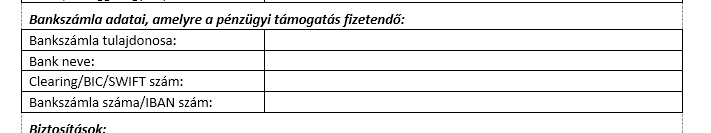 Bankszámla adatai, amelyre a pénzügyi támogatás fizetendő:
Bankszámla tulajdonosa:
Bank neve:
Clearing/BIC/SWIFT szám:
Bankszámla száma/IBAN szám:
Biztosítások: